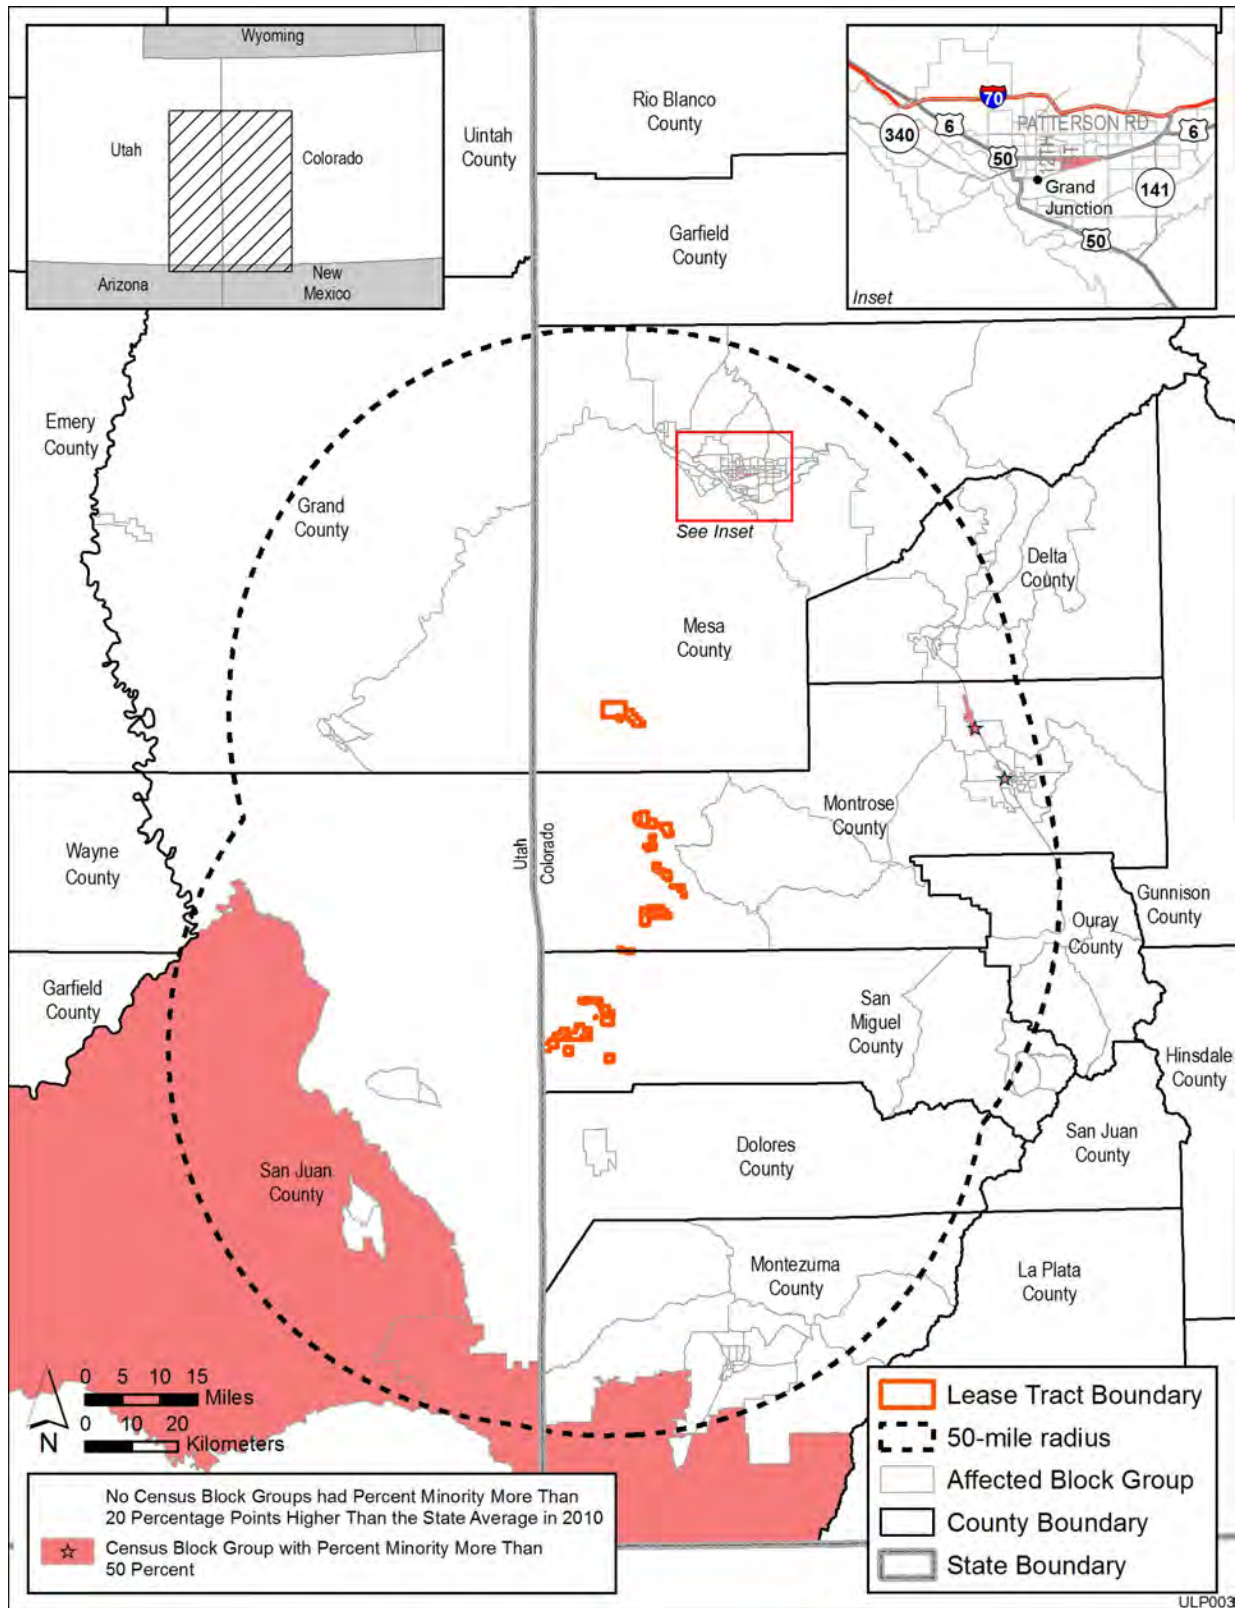 Wyoming
Utah
Colorado
Arizona
New
Mexico
Uintah
County
Rio Blanco
County
Garfield
County
70
6
PATTERSON RD
6
340
50
12TH
ST
Grand
Junction
141
50
Inset
Emery
County
Grand
County
See Inset
Delta
County
Mesa
County
Montrose
County
Utah
Colorado
Wayne
County
Gunnison
County
Ouray
County
Garfield
County
San
Miguel
County
Hinsdale
County
San Juan
County
Dolores
County
San Juan
County
Montezuma
County
La Plata
County
0 5 10 15
Miles
0 10 20
Kilometers
N
No Census Block Groups had Percent Minority More Than
20 Percentage Points Higher Than the State Average in 2010
Census Block Group with Percent Minority More Than
50 Percent
Lease Tract Boundary
50-mile radius
Affected Block Group
County Boundary
State Boundary
ULP003